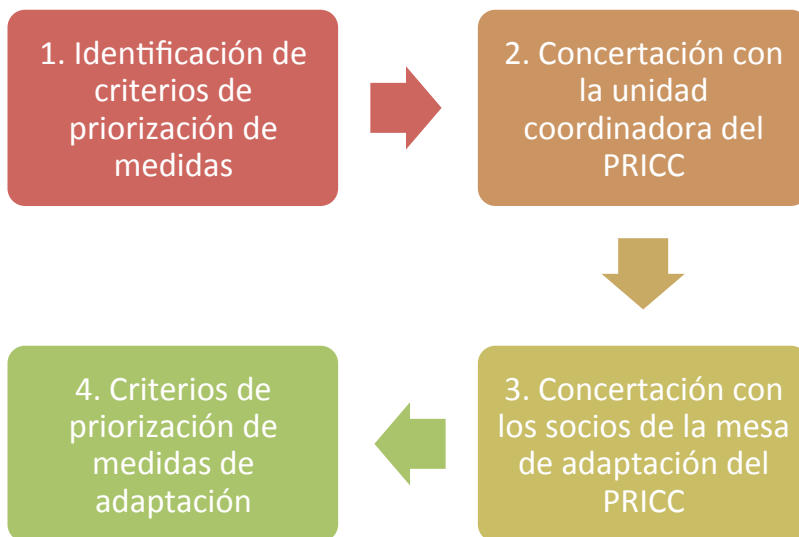 1. Identificación de
criterios de
priorización de
medidas
2. Concertación con
la unidad
coordinadora del
PRICC
3. Concertación con
los socios de la mesa
de adaptación del
PRICC
4. Criterios de
priorización de
medidas de
adaptación